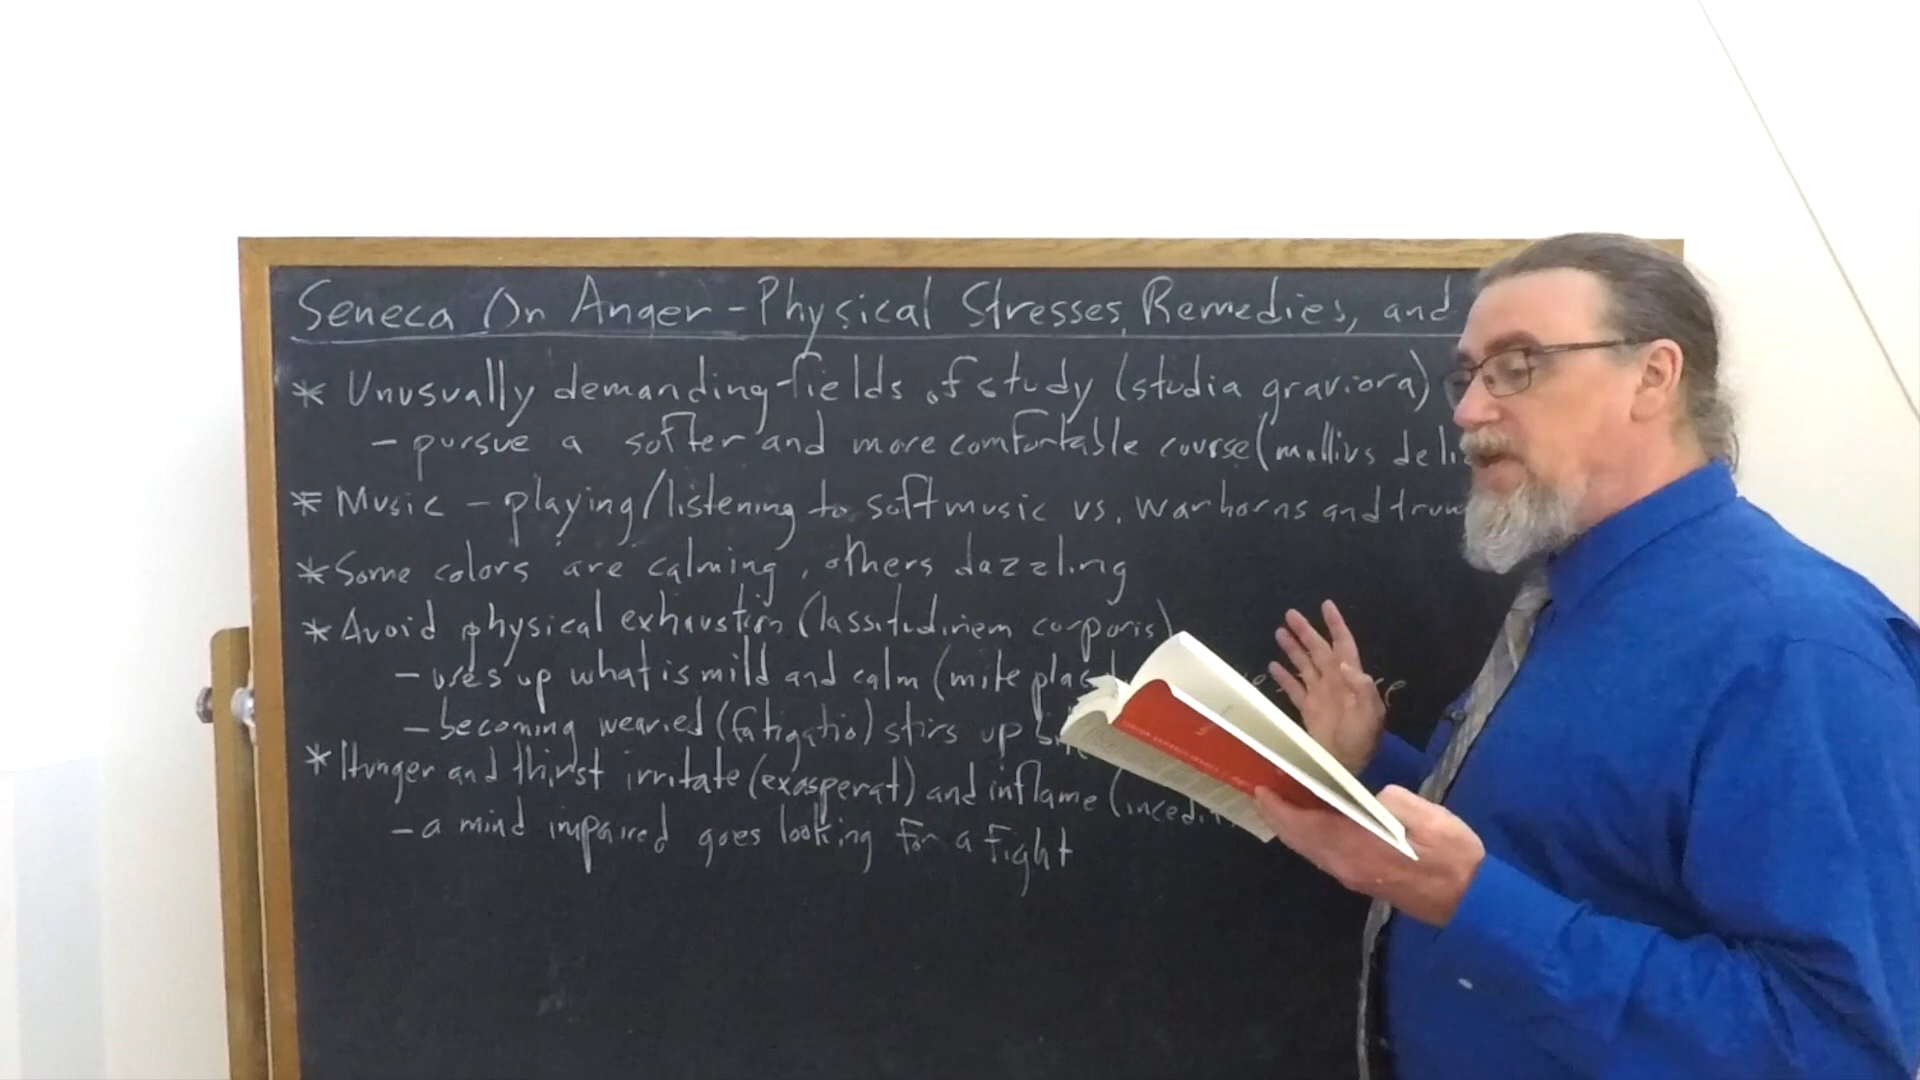 Seneca On Anger - Physical Stresses, Remedies, and
* Unusually demanding fields of study (studia graviora)
- pursue a softer and more comfortable course (mollius
* Music - playing/listening to soft music vs. warhorns and
* Some colors are calming, others dazzling
* Avoid physical exhaustion (lassitudiniem corporis)
- uses up what is mild and calm (mite
- becoming wearied (fatigatio) stirs up
* Hunger and thirst irritate (exasperat) and inflame
- a mind impaired goes looking for a fight